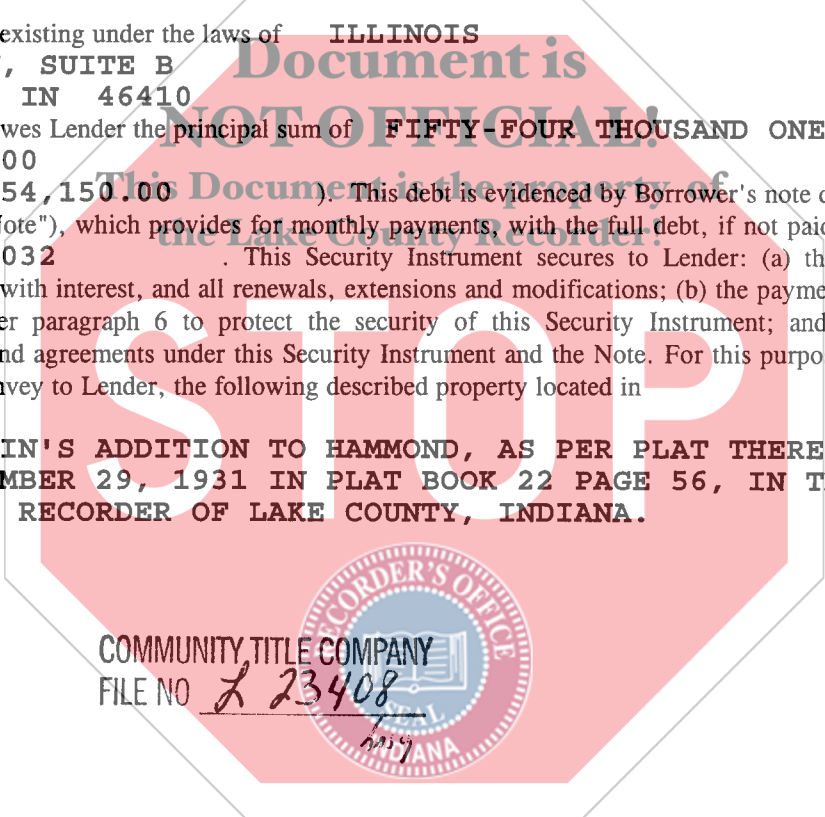 existing under the laws of ILLINOIS
, SUITE B
IN 46410
wes Lender the principal sum of FIFTY-FOUR THOUSAND ONE
00
54,150.00 ). This debt is evidenced by Borrower's note d
ote"), which provides for monthly payments, with the full debt, if not paid
032 . This Security Instrument secures to Lender: (a) th
with interest, and all renewals, extensions and modifications; (b) the payme
er paragraph 6 to protect the security of this Security Instrument; and
nd agreements under this Security Instrument and the Note. For this purpo
vey to Lender, the following described property located in
IN'S ADDITION TO HAMMOND, AS PER PLAT THERE
MBER 29, 1931 IN PLAT BOOK 22 PAGE 56, IN T
RECORDER OF LAKE COUNTY, INDIANA.
Document is
NOT OFFICIAL!
This Document is the property of
the Lake County Recorder!
STOP
RECORDER'S OFFICE
SEAL
INDIANA
COMMUNITY TITLE COMPANY
FILE NO L 23408